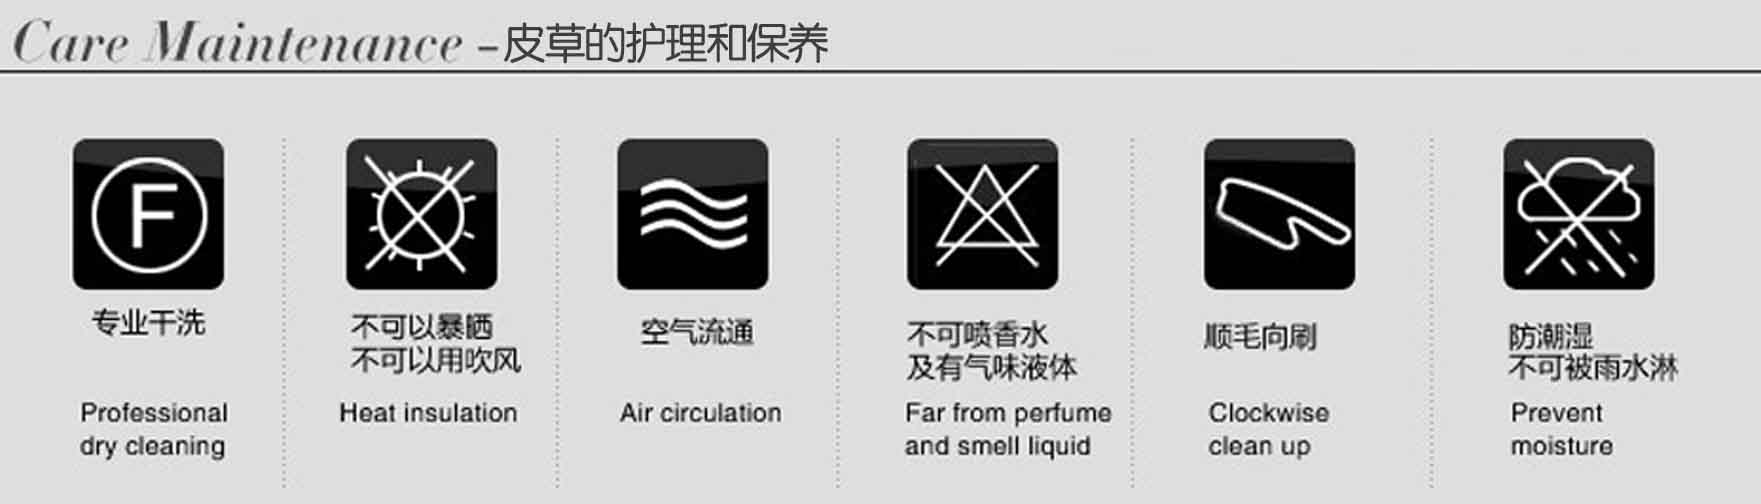 Care Maintenance -皮草的护理和保养
F
专业干洗
Professional
dry cleaning
不可以暴晒
不可以用吹风
Heat insulation
空气流通
Air circulation
不可喷香水
及有气味液体
Far from perfume
and smell liquid
顺毛向刷
Clockwise
clean up
防潮湿
不可被雨水淋
Prevent
moisture